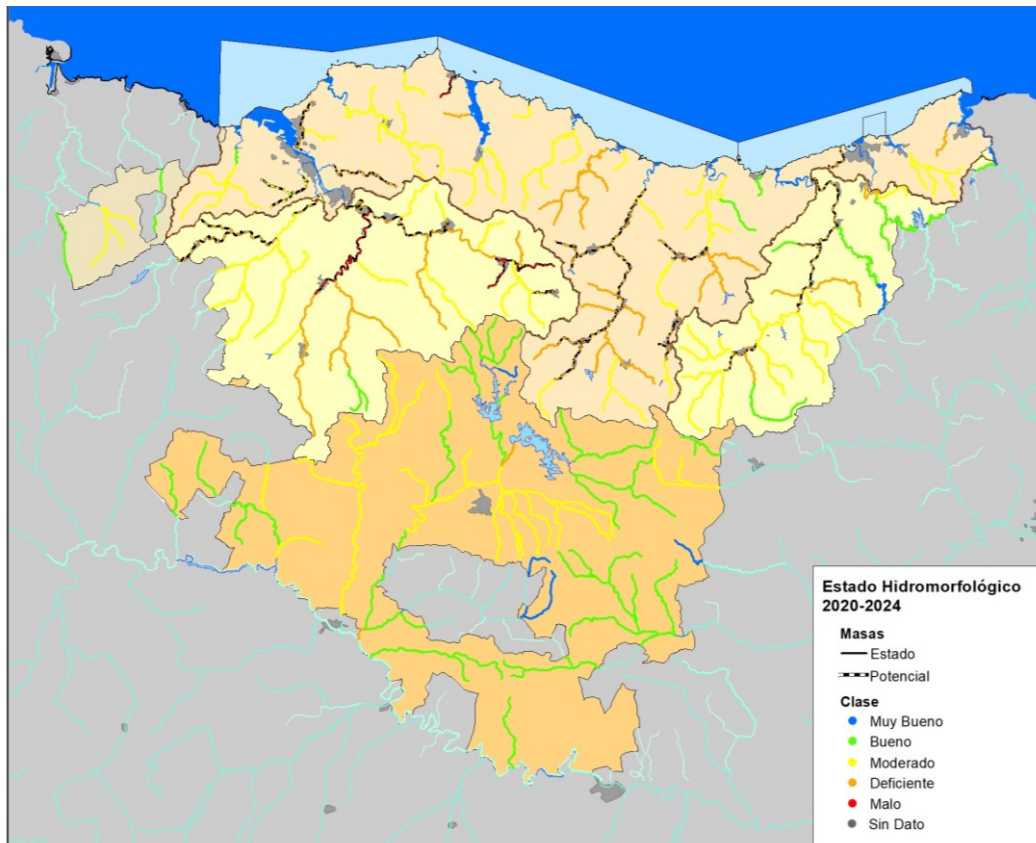 Estado Hidromorfológico
2020-2024
Masas
Estado
Potencial
Clase
Muy Bueno
Bueno
Moderado
Deficiente
Malo
Sin Dato